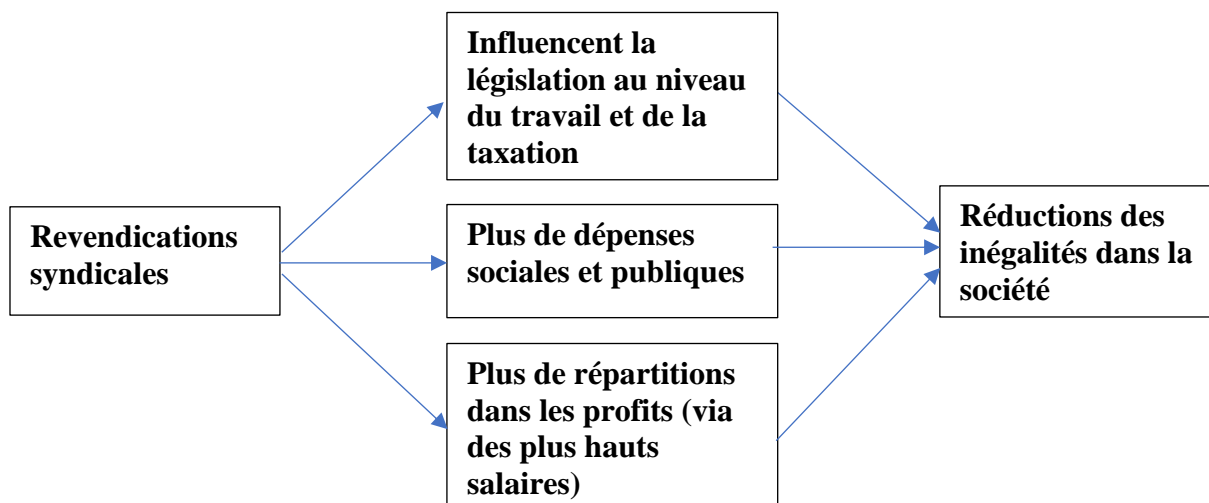 Influencent la
législation au niveau
du travail et de la
taxation
Revendications
syndicales
Plus de dépenses
sociales et publiques
Réductions des
inégalités dans la
société
Plus de répartitions
dans les profits (via
des plus hauts
salaires)